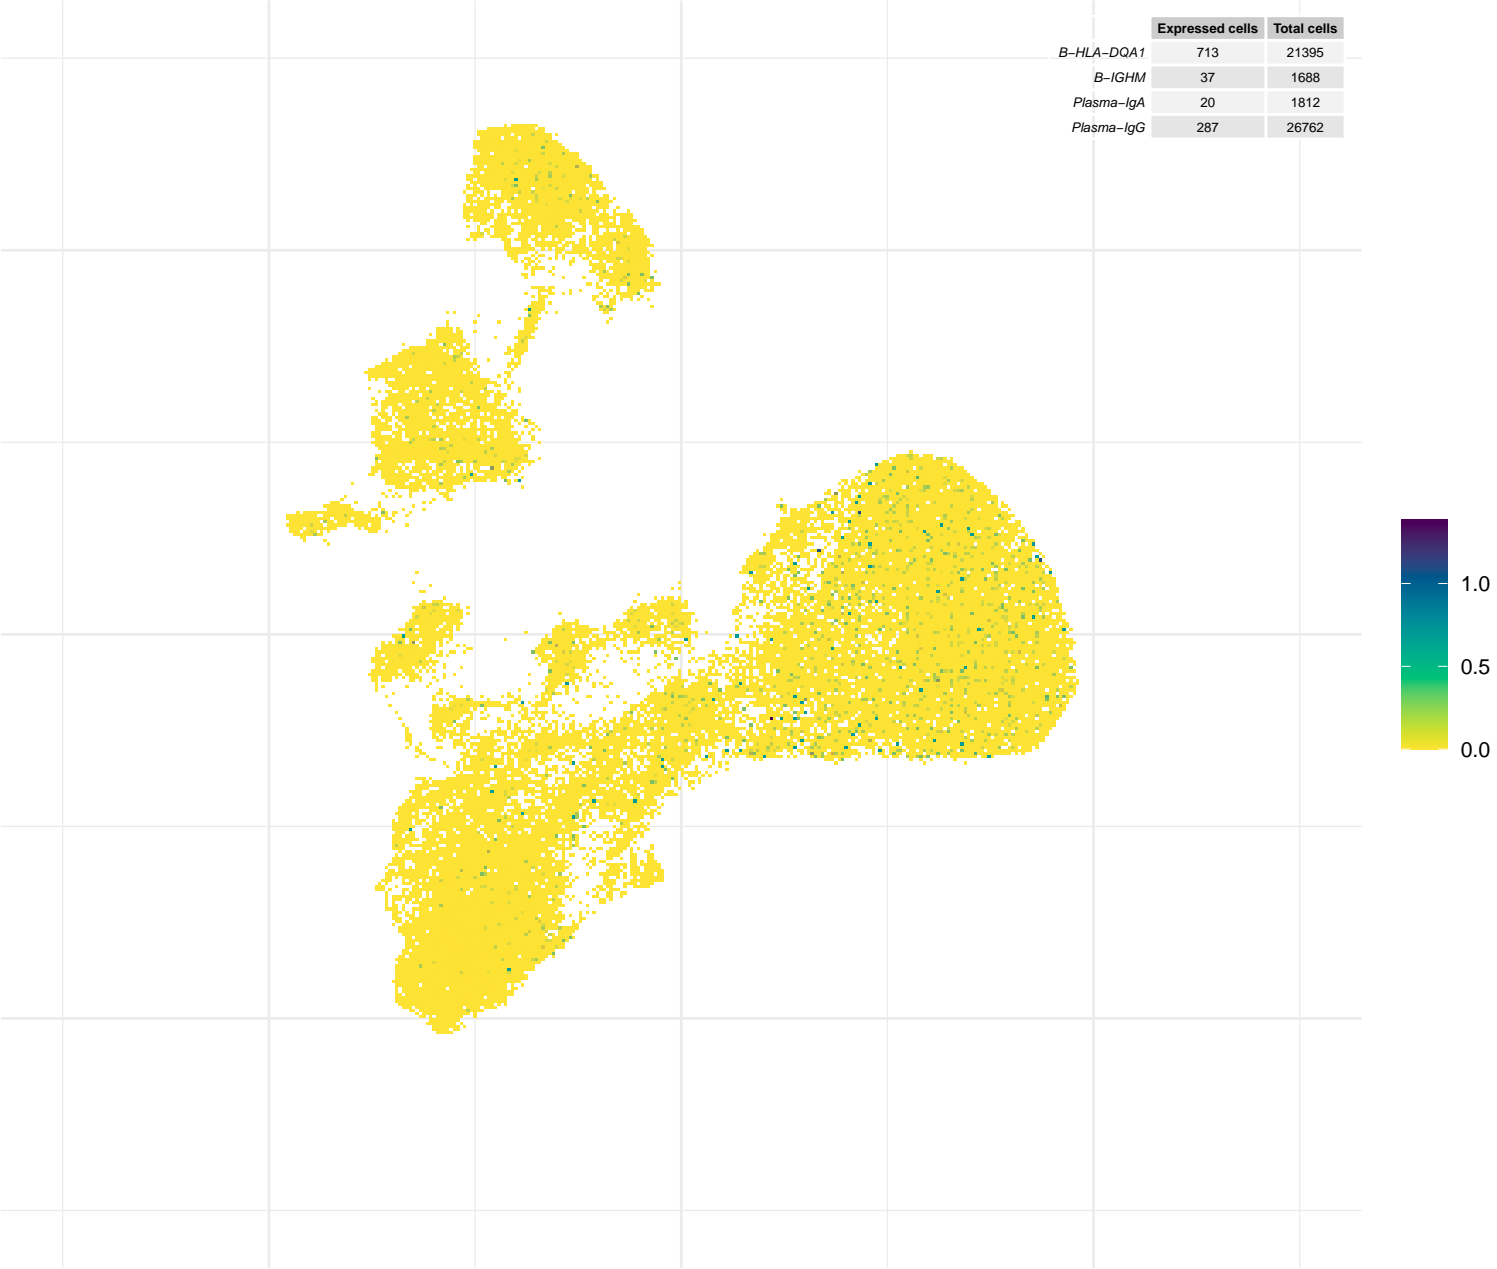 Expressed cells Total cells
B−HLA−DQA1 713 21395
B−IGHM 37 1688
Plasma−IgA 20 1812
Plasma−IgG 287 26762
1.0
0.5
0.0